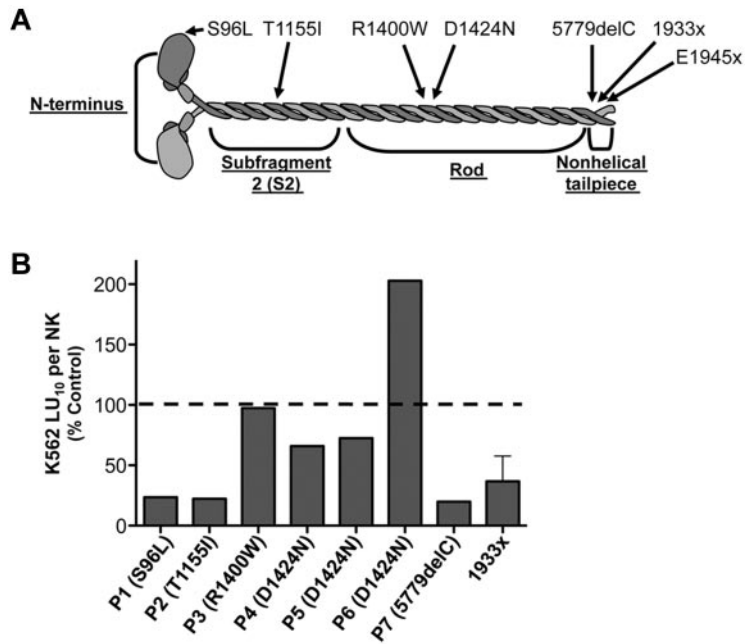 A
S96L T1155I R1400W D1424N 5779delC 1933x
E1945x
N-terminus
Subfragment
2 (S2)
Rod
Nonhelical
tailpiece
B
K562 LU₁₀ per NK
(% Control)
200
150
100
50
0
P1 (S96L)
P2 (T1155I)
P3 (R1400W)
P4 (D1424N)
P5 (D1424N)
P6 (D1424N)
P7 (5779delC)
1933x